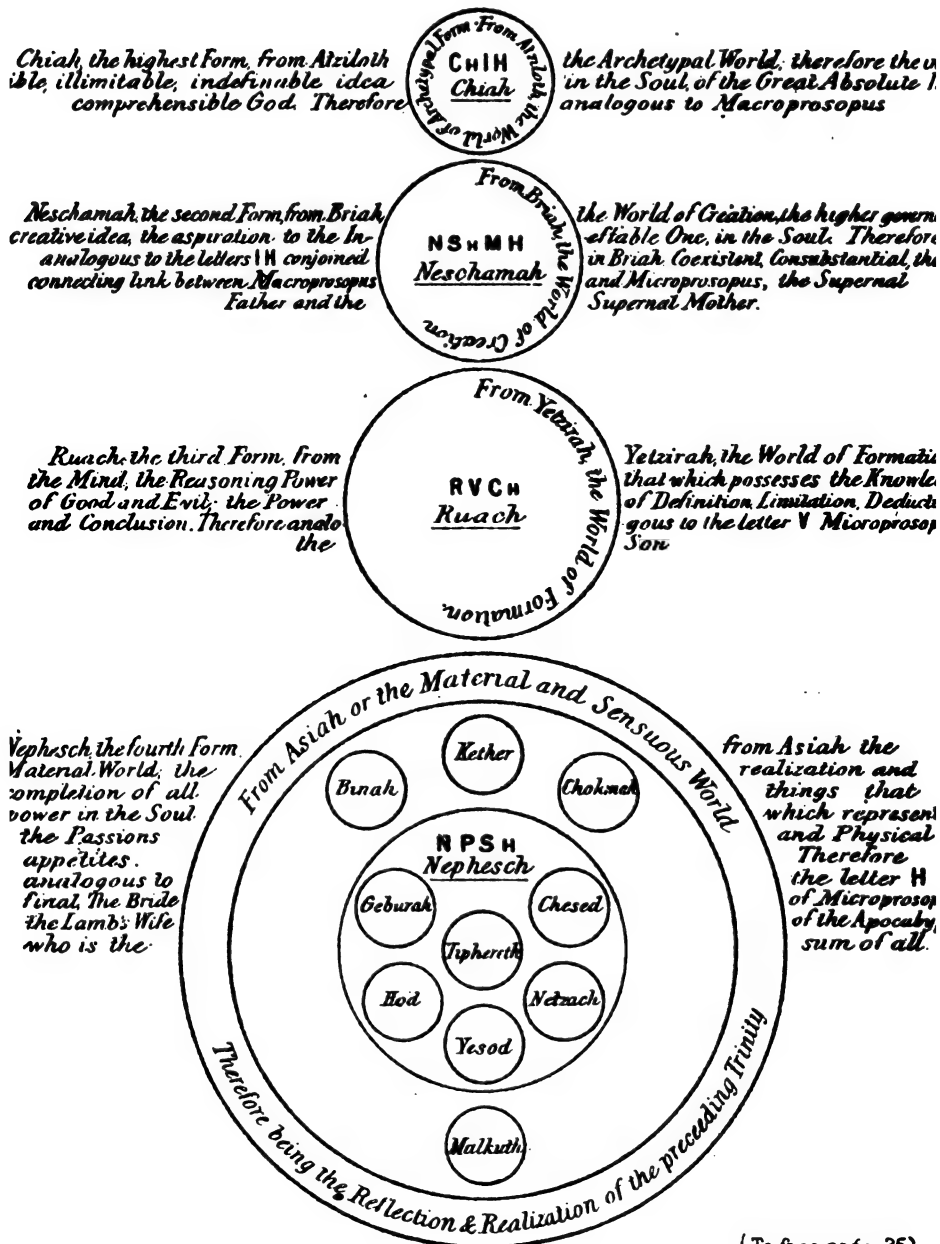 Chiah, the highest Form, from Atziloth
ible, illimitable, indefinable idea
comprehensible God. Therefore
Archetypal Form · From Atziloth, the World of
CHIH
Chiah
the Archetypal World; therefore the
in the Soul, of the Great Absolute
analogous to Macroprosopus
Neschamah, the second Form, from Briah,
creative idea, the aspiration to the In-
analogous to the letters IH conjoined
connecting link between Macroprosopus
Father and the
From Briah, the World of Creation.
NSHMH
Neschamah
the World of Creation, the higher govern
effable One, in the Soul. Therefore
in Briah Coexistent, Consubstantial, the
and Microprosopus, the Supernal
Supernal Mother.
Ruach, the third Form, from
the Mind, the Reasoning Power
of Good and Evil; the Power
and Conclusion. Therefore analo
the
From Yetzirah, the World of Formation.
RVCH
Ruach
Yetzirah, the World of Formatio
that which possesses the Knowle
of Definition, Limitation, Deduct
gous to the letter V Microprosop
Son
Nephesch, the fourth Form
Material World; the
completion of all
power in the Soul
the Passions
appetites.
analogous to
final, The Bride
the Lamb's Wife
who is the
From Asiah or the Material and Sensuous World
Kether
Binah
Chokmah
NPSH
Nephesch
Geburah
Chesed
Tiphereth
Hod
Netzach
Yesod
Malkuth
Therefore being the Reflection & Realization of the preceeding Trinity
from Asiah the
realization and
things that
which represent
and Physical
Therefore
the letter H
of Microprosop
of the Apocalyp
sum of all.